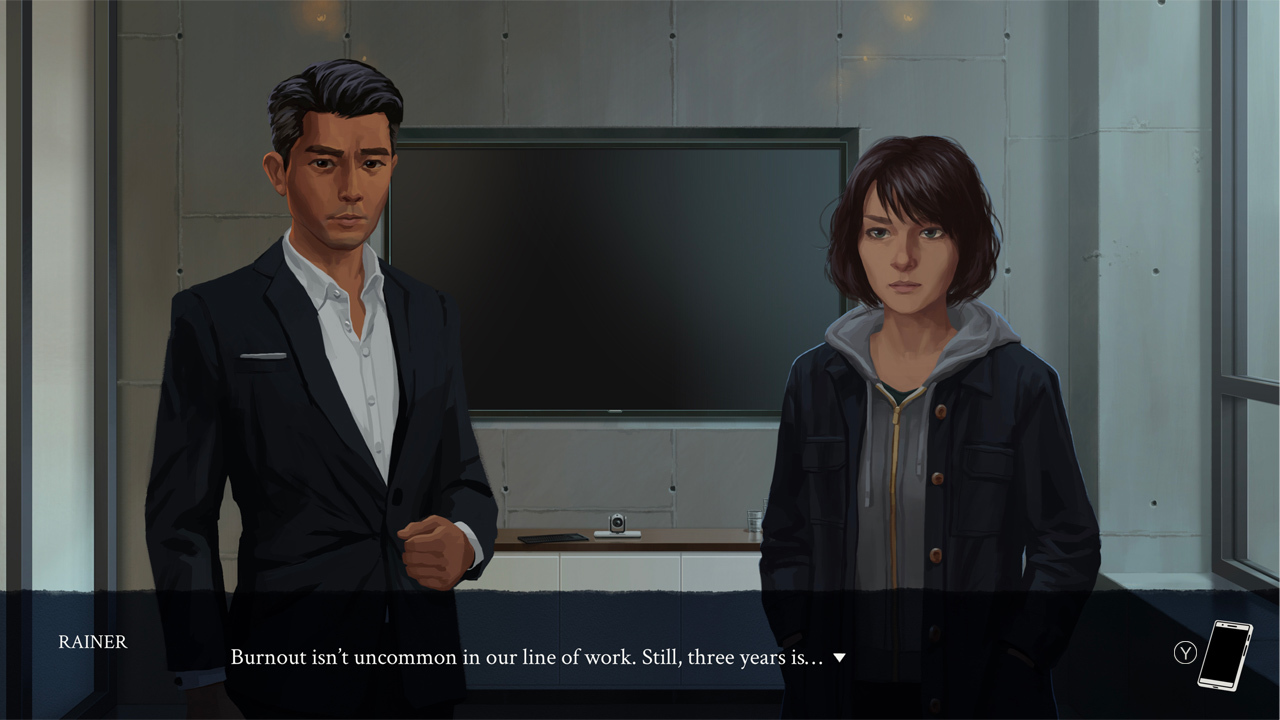 RAINER
Burnout isn’t uncommon in our line of work. Still, three years is…
Y